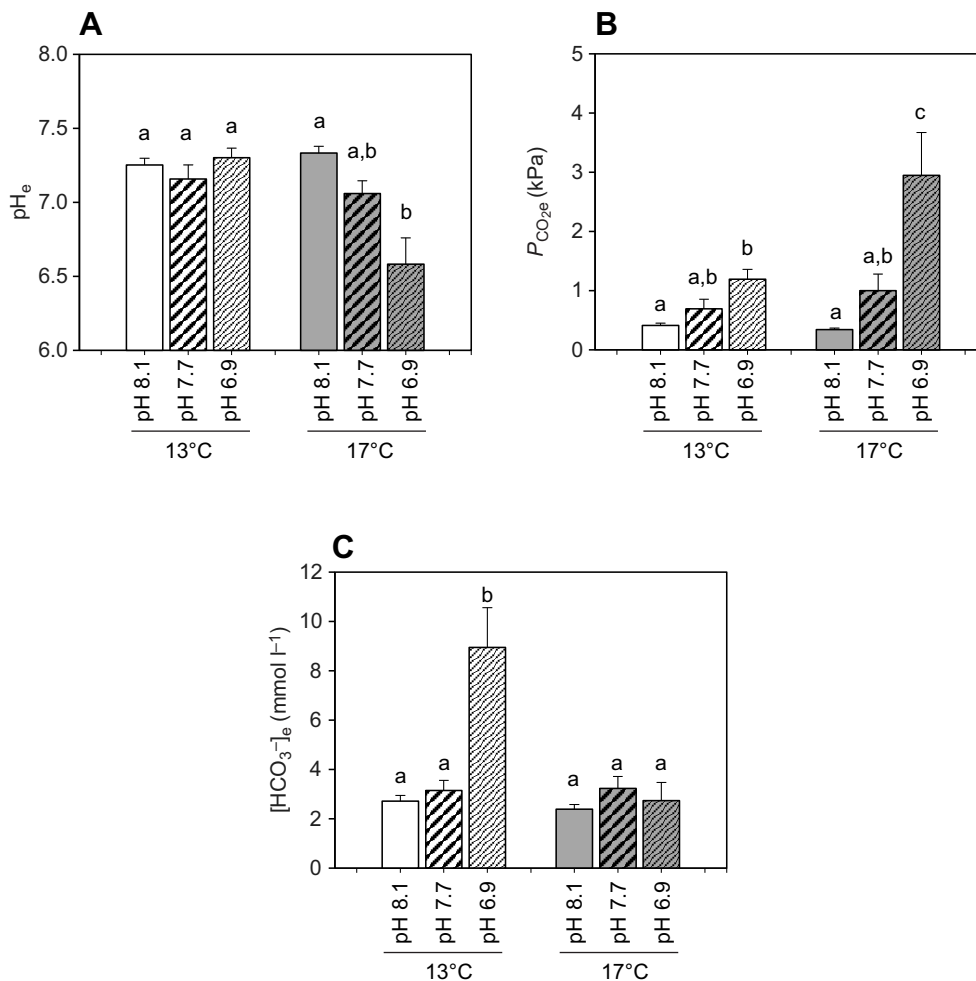 A
8.0
7.5
7.0
6.5
6.0
pHₑ
a
a
a
a
a,b
b
pH 8.1
pH 7.7
pH 6.9
pH 8.1
pH 7.7
pH 6.9
13°C
17°C
B
5
4
3
2
1
0
P_CO₂ₑ (kPa)
a
a,b
b
a
a,b
c
pH 8.1
pH 7.7
pH 6.9
pH 8.1
pH 7.7
pH 6.9
13°C
17°C
C
12
10
8
6
4
2
0
[HCO₃⁻]ₑ (mmol l⁻¹)
a
a
b
a
a
a
pH 8.1
pH 7.7
pH 6.9
pH 8.1
pH 7.7
pH 6.9
13°C
17°C